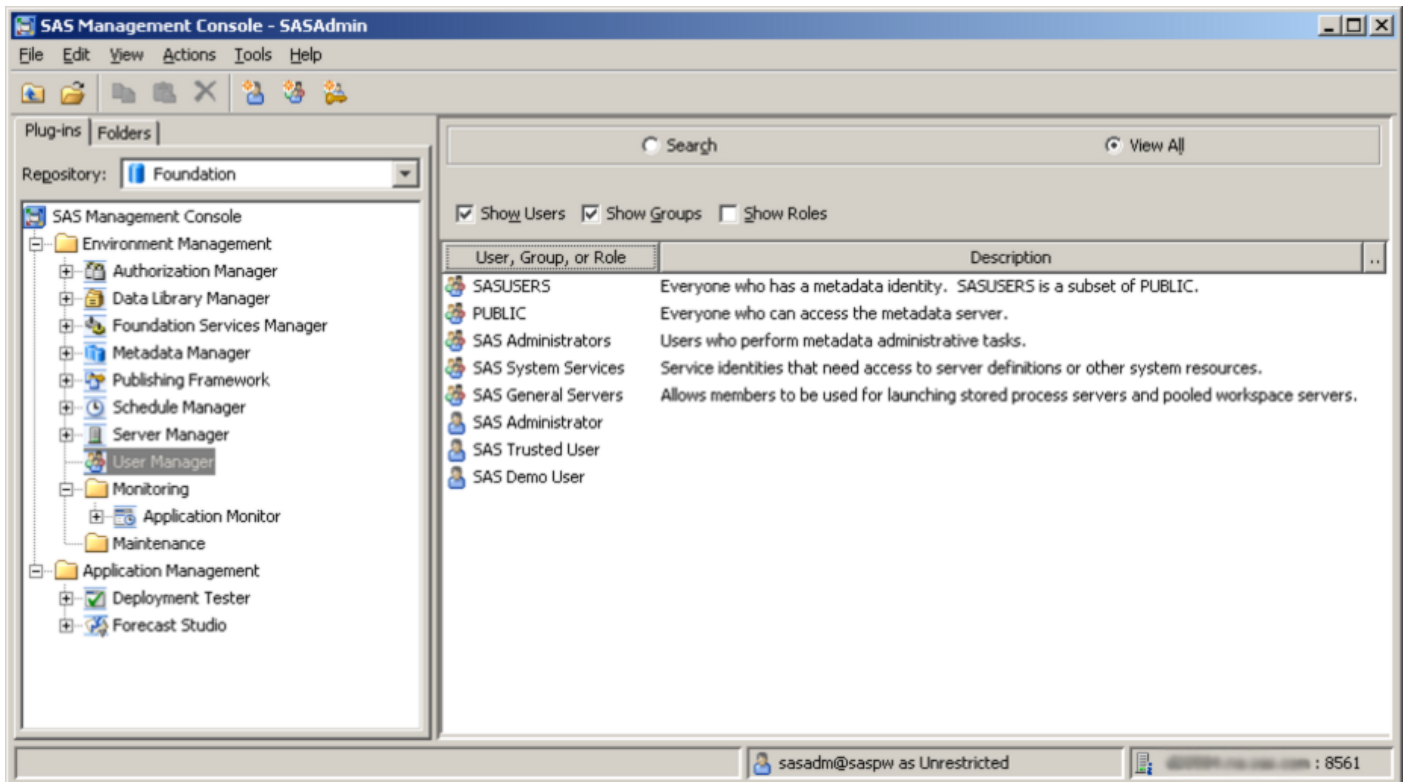 SAS Management Console - SASAdmin
File Edit View Actions Tools Help
Plug-ins Folders
Repository: Foundation
SAS Management Console
Environment Management
Authorization Manager
Data Library Manager
Foundation Services Manager
Metadata Manager
Publishing Framework
Schedule Manager
Server Manager
User Manager
Monitoring
Application Monitor
Maintenance
Application Management
Deployment Tester
Forecast Studio
Search View All
Show Users Show Groups Show Roles
User, Group, or Role Description ..
SASUSERS Everyone who has a metadata identity. SASUSERS is a subset of PUBLIC.
PUBLIC Everyone who can access the metadata server.
SAS Administrators Users who perform metadata administrative tasks.
SAS System Services Service identities that need access to server definitions or other system resources.
SAS General Servers Allows members to be used for launching stored process servers and pooled workspace servers.
SAS Administrator
SAS Trusted User
SAS Demo User
sasadm@saspw as Unrestricted : 8561